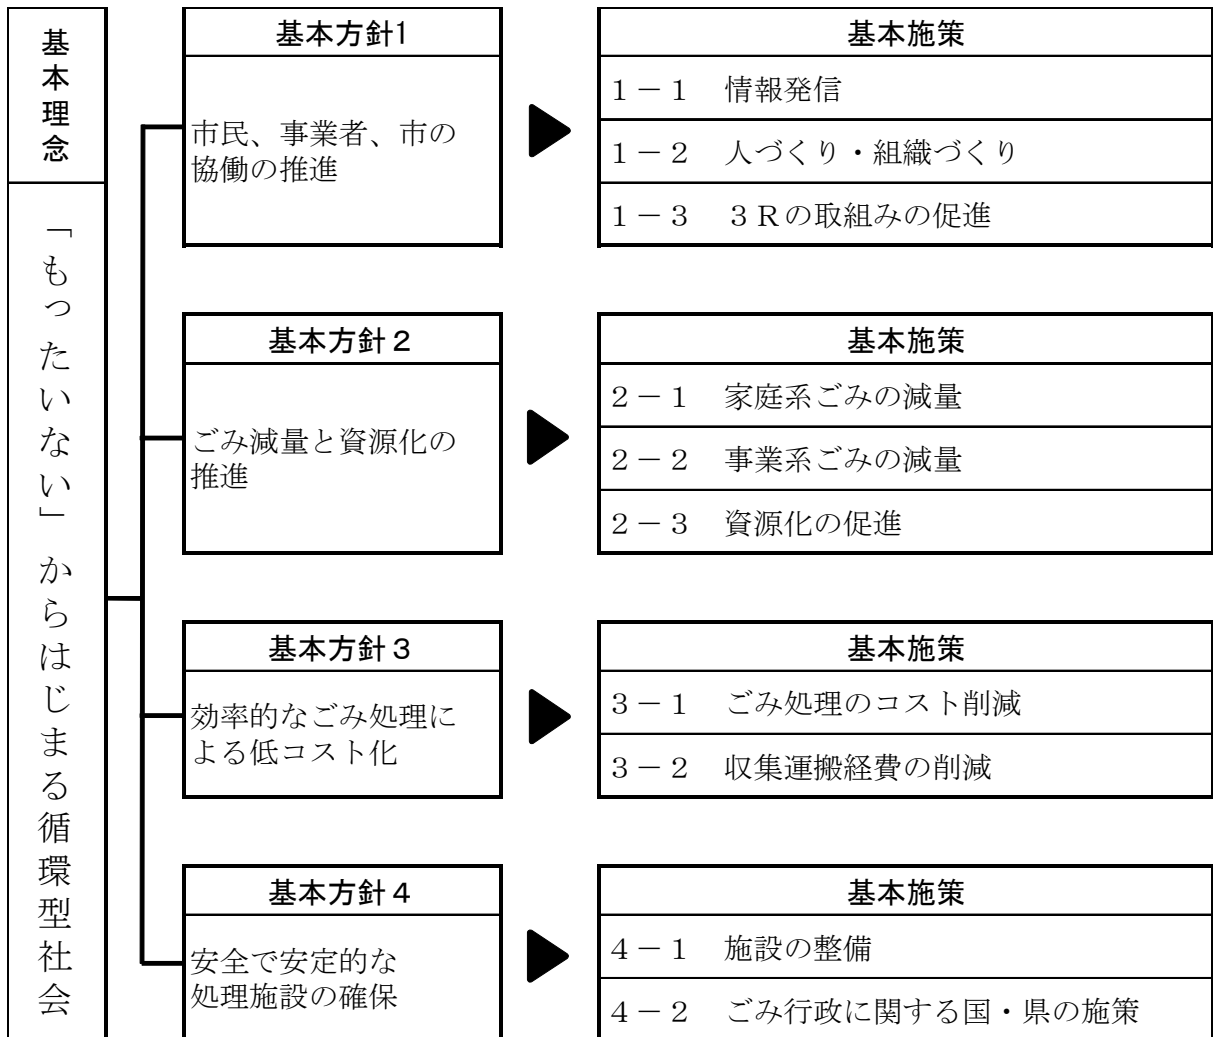 基本理念
「もったいない」からはじまる循環型社会
基本方針1
市民、事業者、市の
協働の推進
基本施策
1－1　情報発信
1－2　人づくり・組織づくり
1－3　3Rの取組みの促進
基本方針2
ごみ減量と資源化の
推進
基本施策
2－1　家庭系ごみの減量
2－2　事業系ごみの減量
2－3　資源化の促進
基本方針3
効率的なごみ処理に
よる低コスト化
基本施策
3－1　ごみ処理のコスト削減
3－2　収集運搬経費の削減
基本方針4
安全で安定的な
処理施設の確保
基本施策
4－1　施設の整備
4－2　ごみ行政に関する国・県の施策